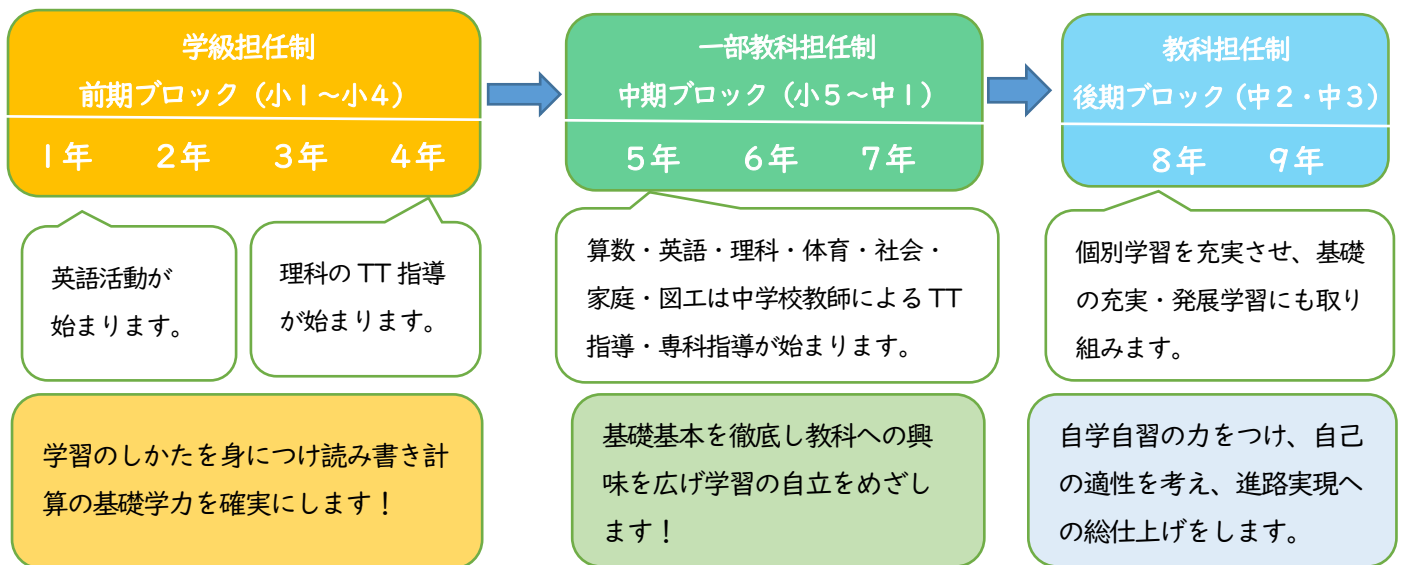 学級担任制
前期ブロック（小１～小４）
１年　２年　３年　４年
英語活動が
始まります。
理科の TT 指導
が始まります。
学習のしかたを身につけ読み書き計
算の基礎学力を確実にします！
一部教科担任制
中期ブロック（小５～中１）
５年　６年　７年
算数・英語・理科・体育・社会・
家庭・図工は中学校教師による TT
指導・専科指導が始まります。
基礎基本を徹底し教科への興
味を広げ学習の自立をめざし
ます！
教科担任制
後期ブロック（中２・中３）
８年　９年
個別学習を充実させ、基礎
の充実・発展学習にも取り
組みます。
自学自習の力をつけ、自己
の適性を考え、進路実現へ
の総仕上げをします。